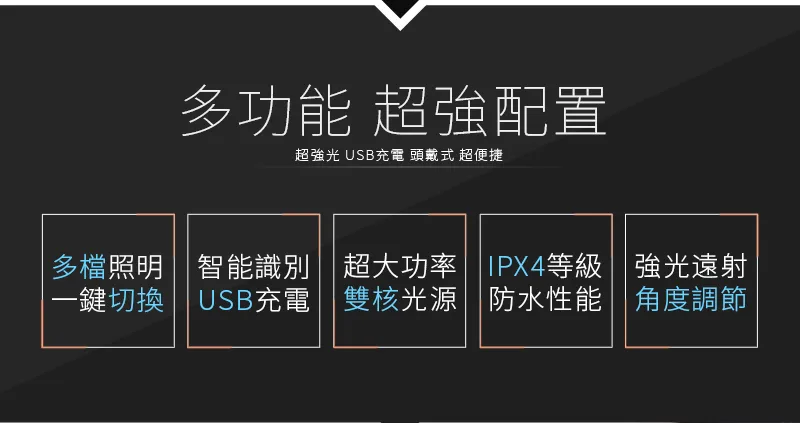 多功能 超強配置
超強光 USB充電 頭戴式 超便捷
多檔照明
一鍵切換
智能識別
USB充電
超大功率
雙核光源
IPX4等級
防水性能
強光遠射
角度調節